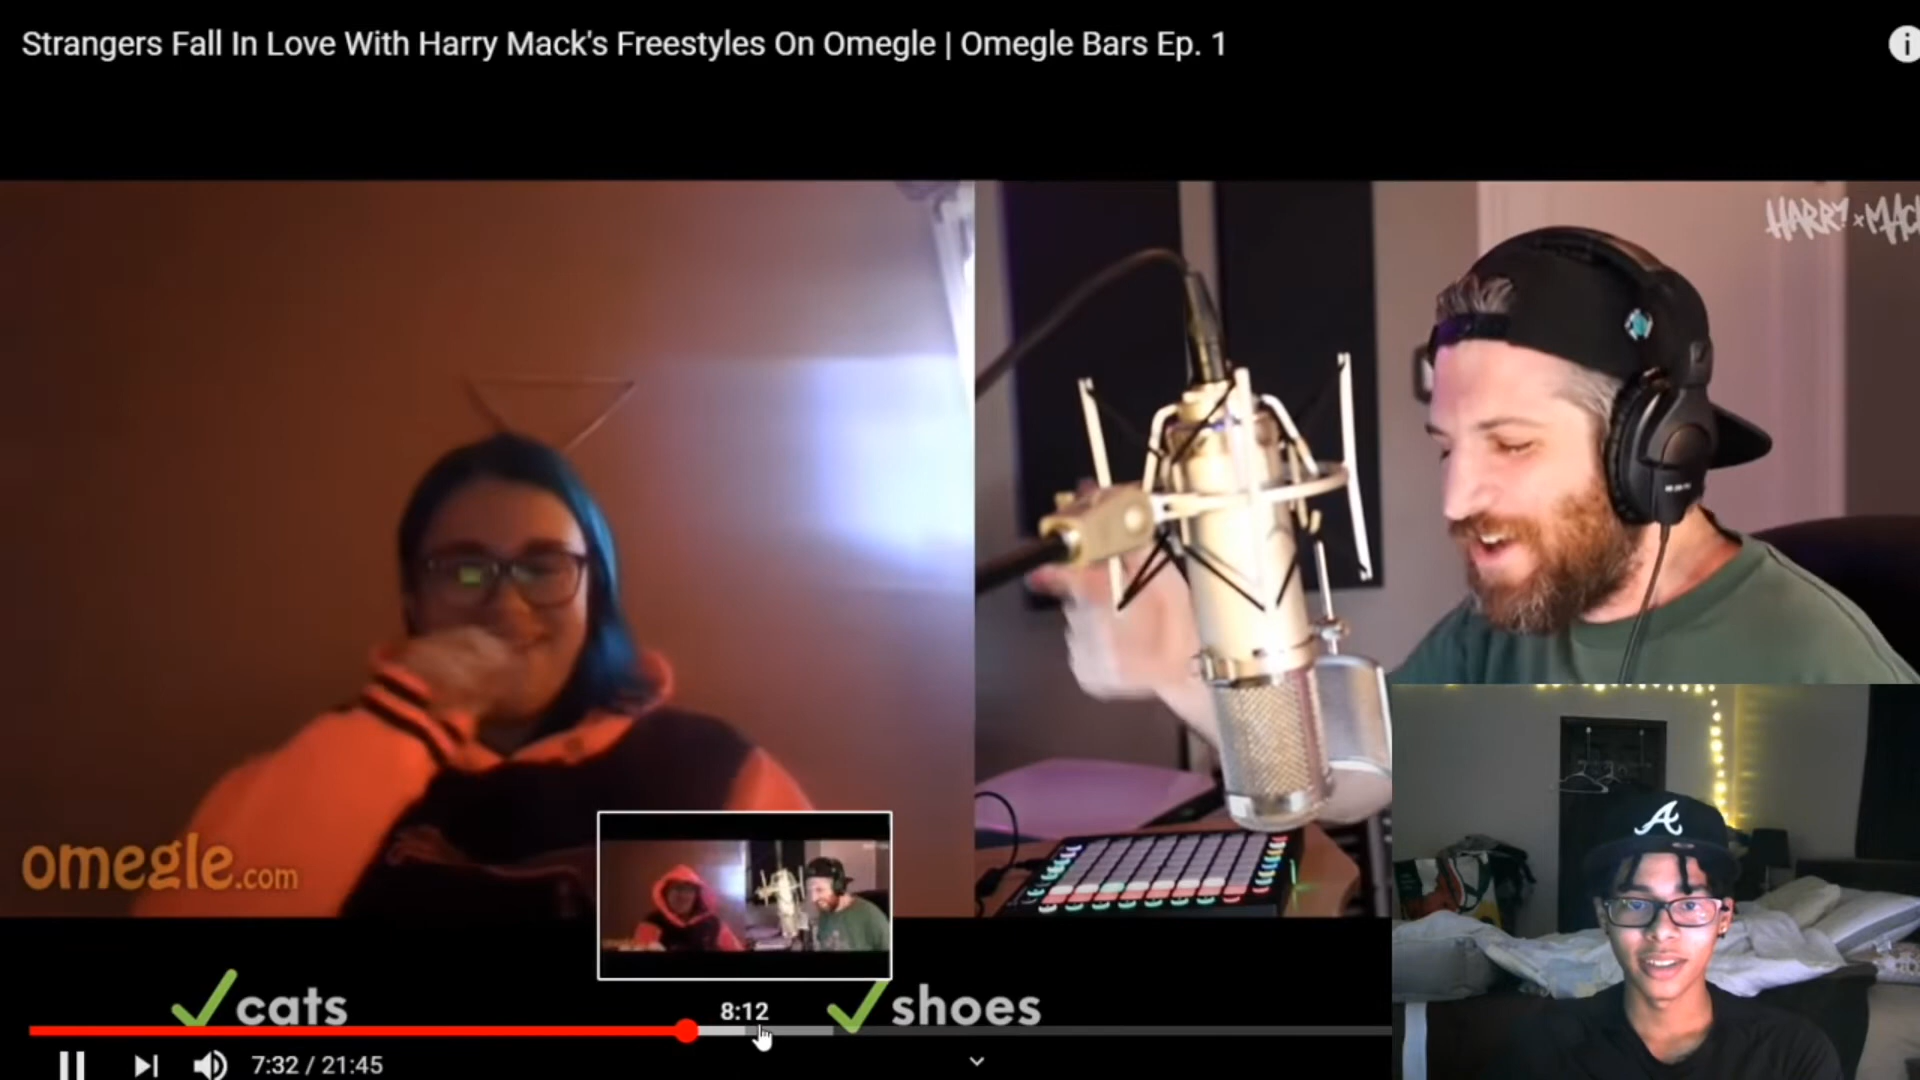 Strangers Fall In Love With Harry Mack's Freestyles On Omegle | Omegle Bars Ep. 1
HARRY x MAC
omegle.com
A
cats
shoes
8:12
7:32 / 21:45